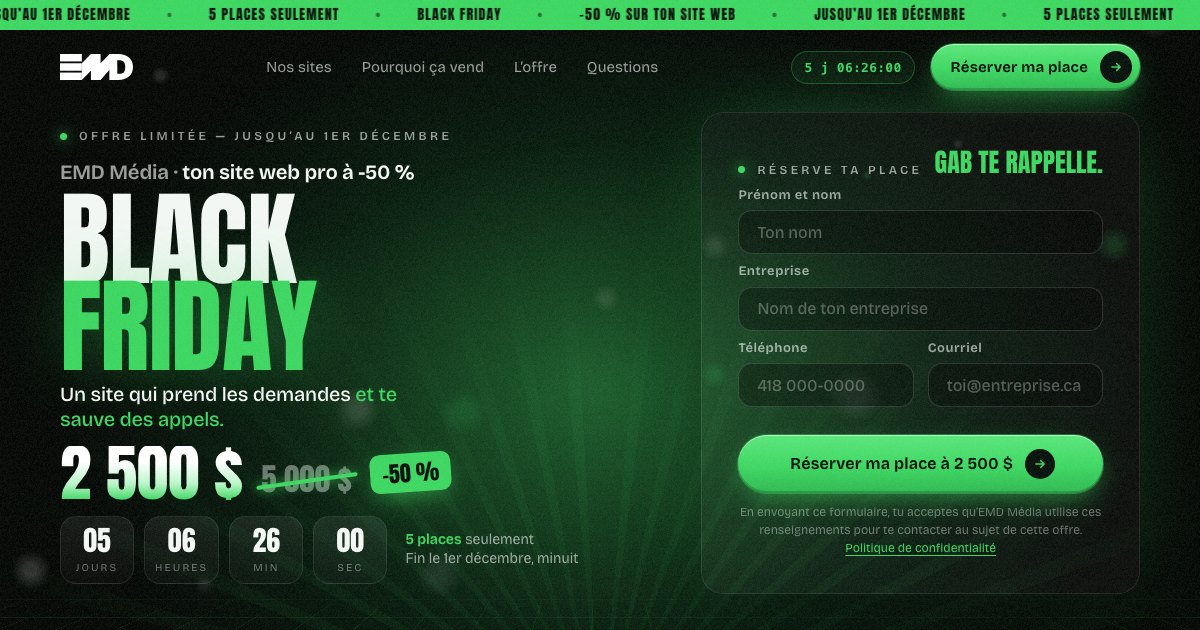 QU'AU 1ER DÉCEMBRE • 5 PLACES SEULEMENT • BLACK FRIDAY • -50 % SUR TON SITE WEB • JUSQU'AU 1ER DÉCEMBRE • 5 PLACES SEULEMENT
EMD Nos sites Pourquoi ça vend L'offre Questions 5 j 06:26:00 Réserver ma place →
OFFRE LIMITÉE — JUSQU'AU 1ER DÉCEMBRE
EMD Média · ton site web pro à -50 %
BLACK
FRIDAY
Un site qui prend les demandes et te
sauve des appels.
2 500 $ 5 000 $ -50 %
05 06 26 00
JOURS HEURES MIN SEC
5 places seulement
Fin le 1er décembre, minuit
RÉSERVE TA PLACE GAB TE RAPPELLE.
Prénom et nom
Ton nom
Entreprise
Nom de ton entreprise
Téléphone Courriel
418 000-0000 toi@entreprise.ca
Réserver ma place à 2 500 $ →
En envoyant ce formulaire, tu acceptes qu'EMD Média utilise ces
renseignements pour te contacter au sujet de cette offre.
Politique de confidentialité